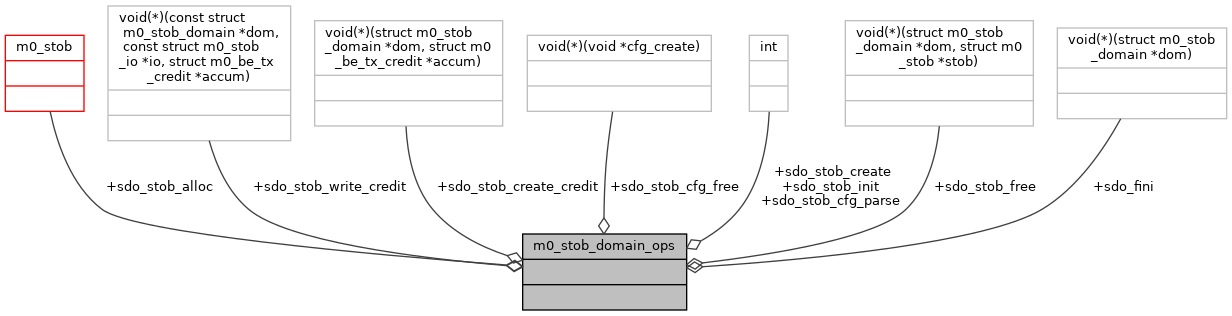 m0_stob
void(*)(const struct
m0_stob_domain *dom,
const struct m0_stob
_io *io, struct m0_be_tx
_credit *accum)
void(*)(struct m0_stob
_domain *dom, struct m0
_be_tx_credit *accum)
void(*)(void *cfg_create)
int
void(*)(struct m0_stob
_domain *dom, struct m0
_stob *stob)
void(*)(struct m0_stob
_domain *dom)
+sdo_stob_alloc
+sdo_stob_write_credit
+sdo_stob_create_credit
+sdo_stob_cfg_free
+sdo_stob_create
+sdo_stob_init
+sdo_stob_cfg_parse
+sdo_stob_free
+sdo_fini
m0_stob_domain_ops